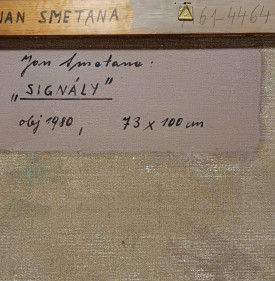 JAN SMETANA 61-4464
Jan Smetana:
„SIGNÁLY"
olej 1980, 73 x 100 cm